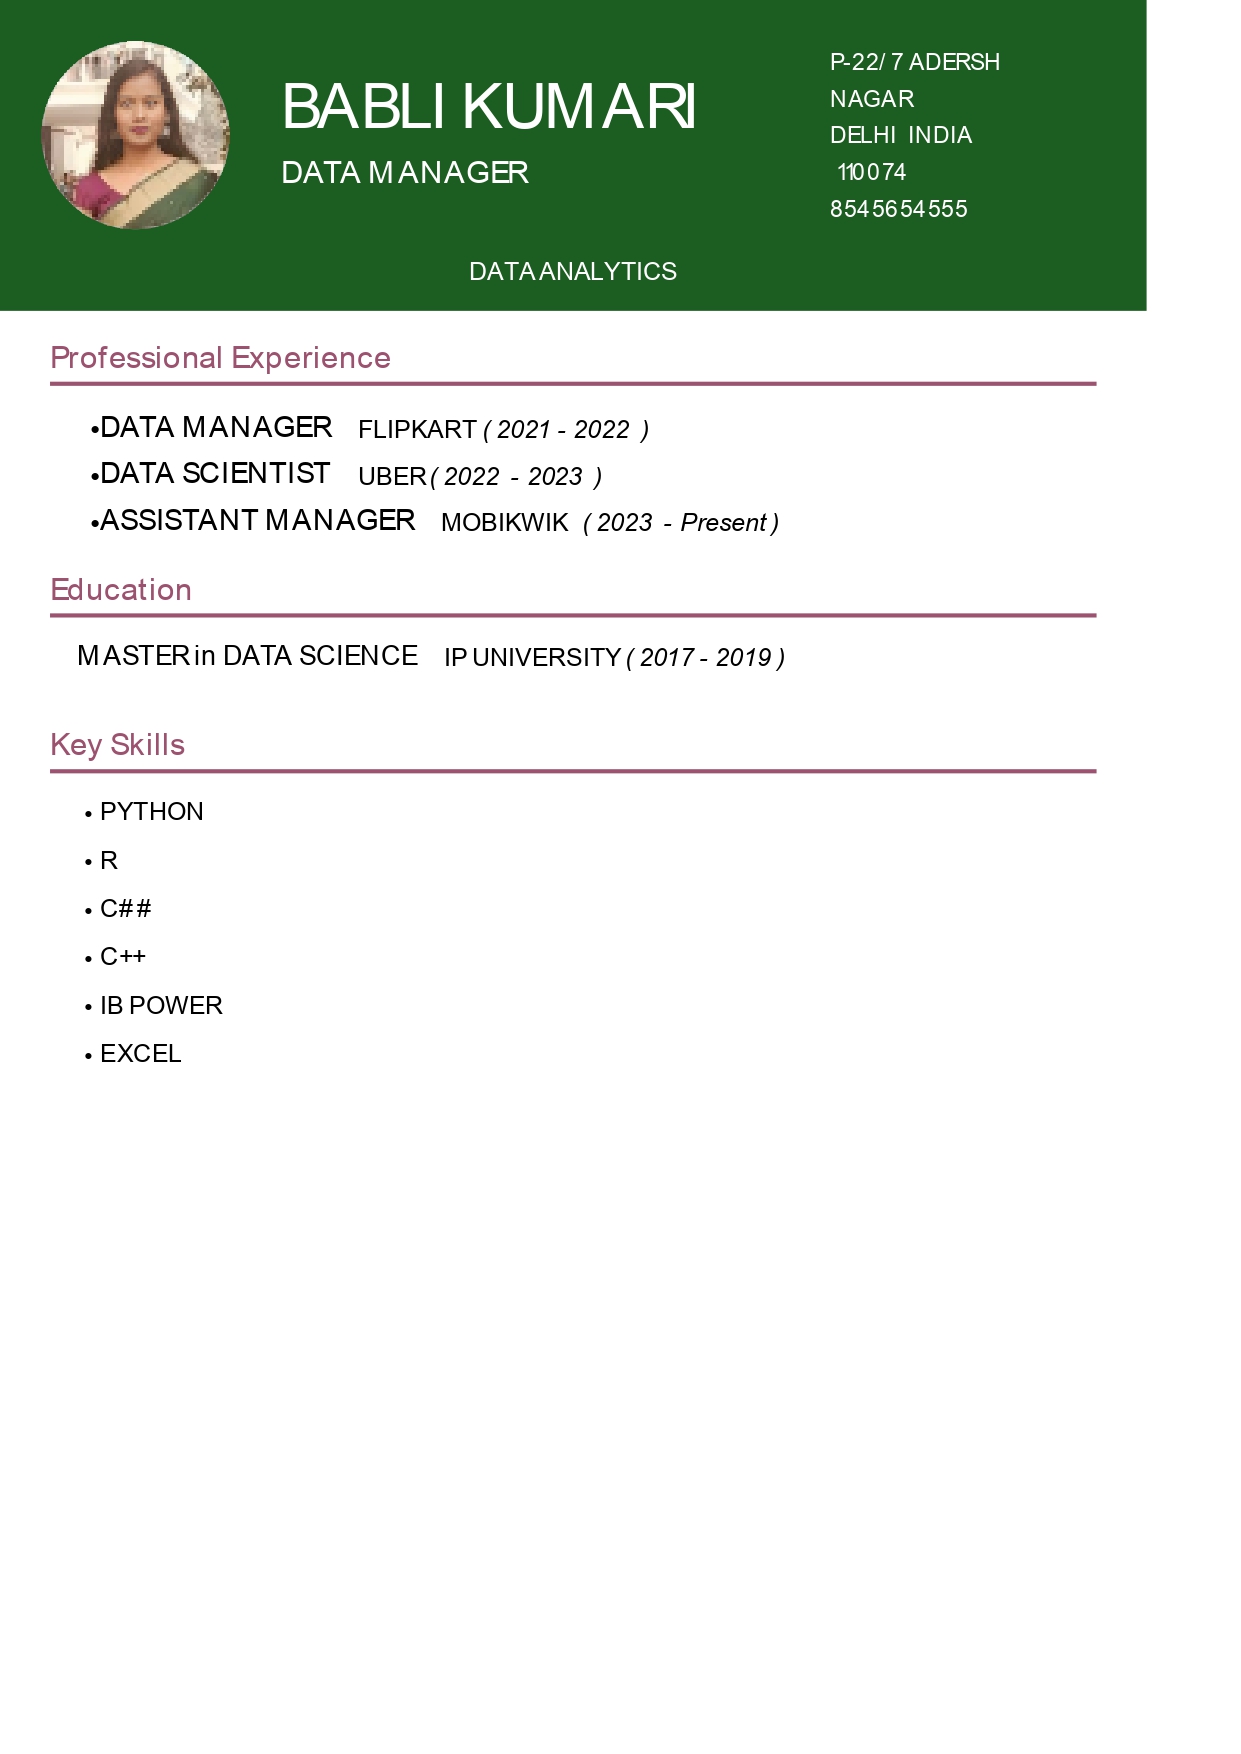 BABLI KUMARI
DATA MANAGER
P-22/7 ADERSH
NAGAR
DELHI INDIA
110074
8545654555
DATA ANALYTICS
Professional Experience
•DATA MANAGER FLIPKART ( 2021 - 2022 )
•DATA SCIENTIST UBER ( 2022 - 2023 )
•ASSISTANT MANAGER MOBIKWIK ( 2023 - Present )
Education
MASTER in DATA SCIENCE IP UNIVERSITY ( 2017 - 2019 )
Key Skills
• PYTHON
• R
• C##
• C++
• IB POWER
• EXCEL